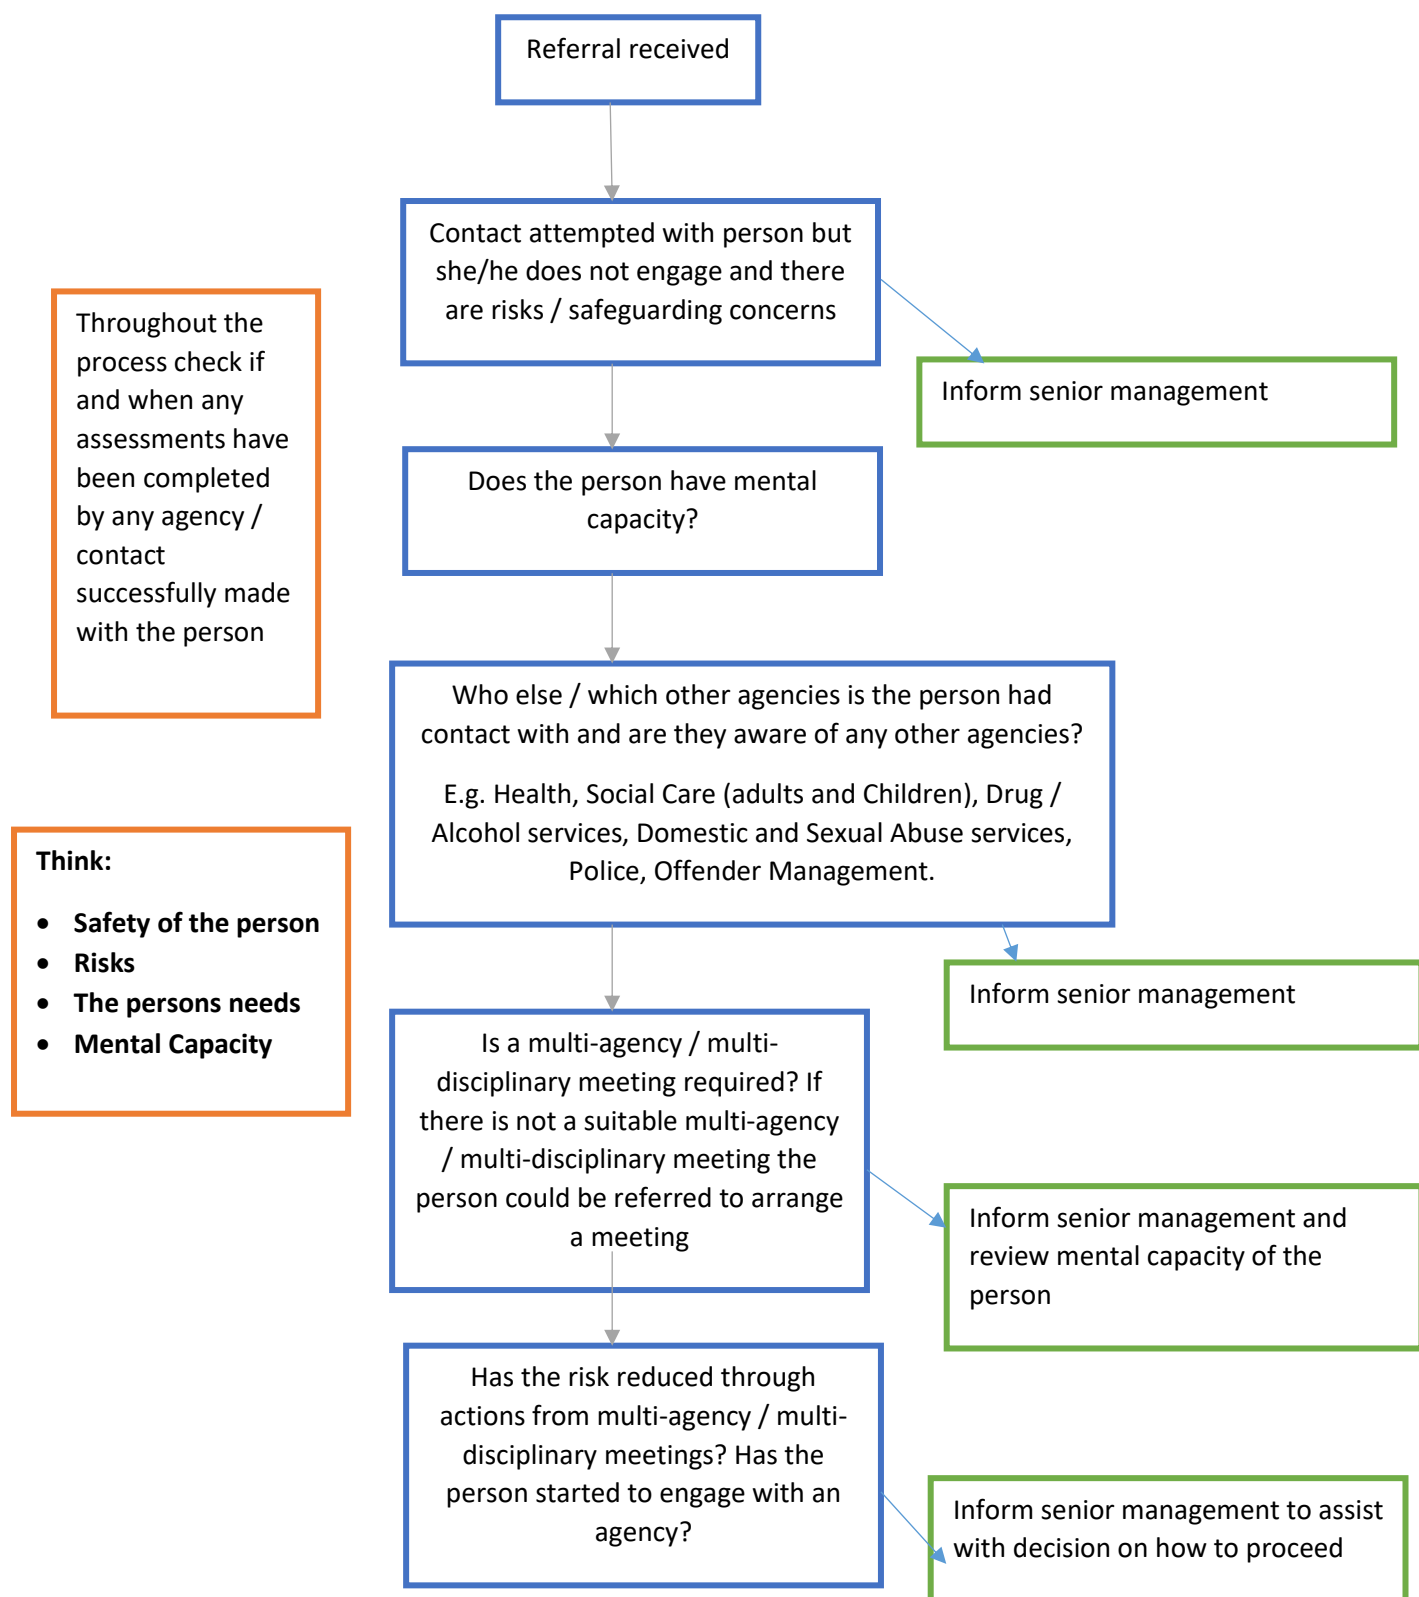 Referral received
Contact attempted with person but
she/he does not engage and there
are risks / safeguarding concerns
Inform senior management
Throughout the
process check if
and when any
assessments have
been completed
by any agency /
contact
successfully made
with the person
Does the person have mental
capacity?
Who else / which other agencies is the person had
contact with and are they aware of any other agencies?
E.g. Health, Social Care (adults and Children), Drug /
Alcohol services, Domestic and Sexual Abuse services,
Police, Offender Management.
Think:
• Safety of the person
• Risks
• The persons needs
• Mental Capacity
Inform senior management
Is a multi-agency / multi-
disciplinary meeting required? If
there is not a suitable multi-agency
/ multi-disciplinary meeting the
person could be referred to arrange
a meeting
Inform senior management and
review mental capacity of the
person
Has the risk reduced through
actions from multi-agency / multi-
disciplinary meetings? Has the
person started to engage with an
agency?
Inform senior management to assist
with decision on how to proceed